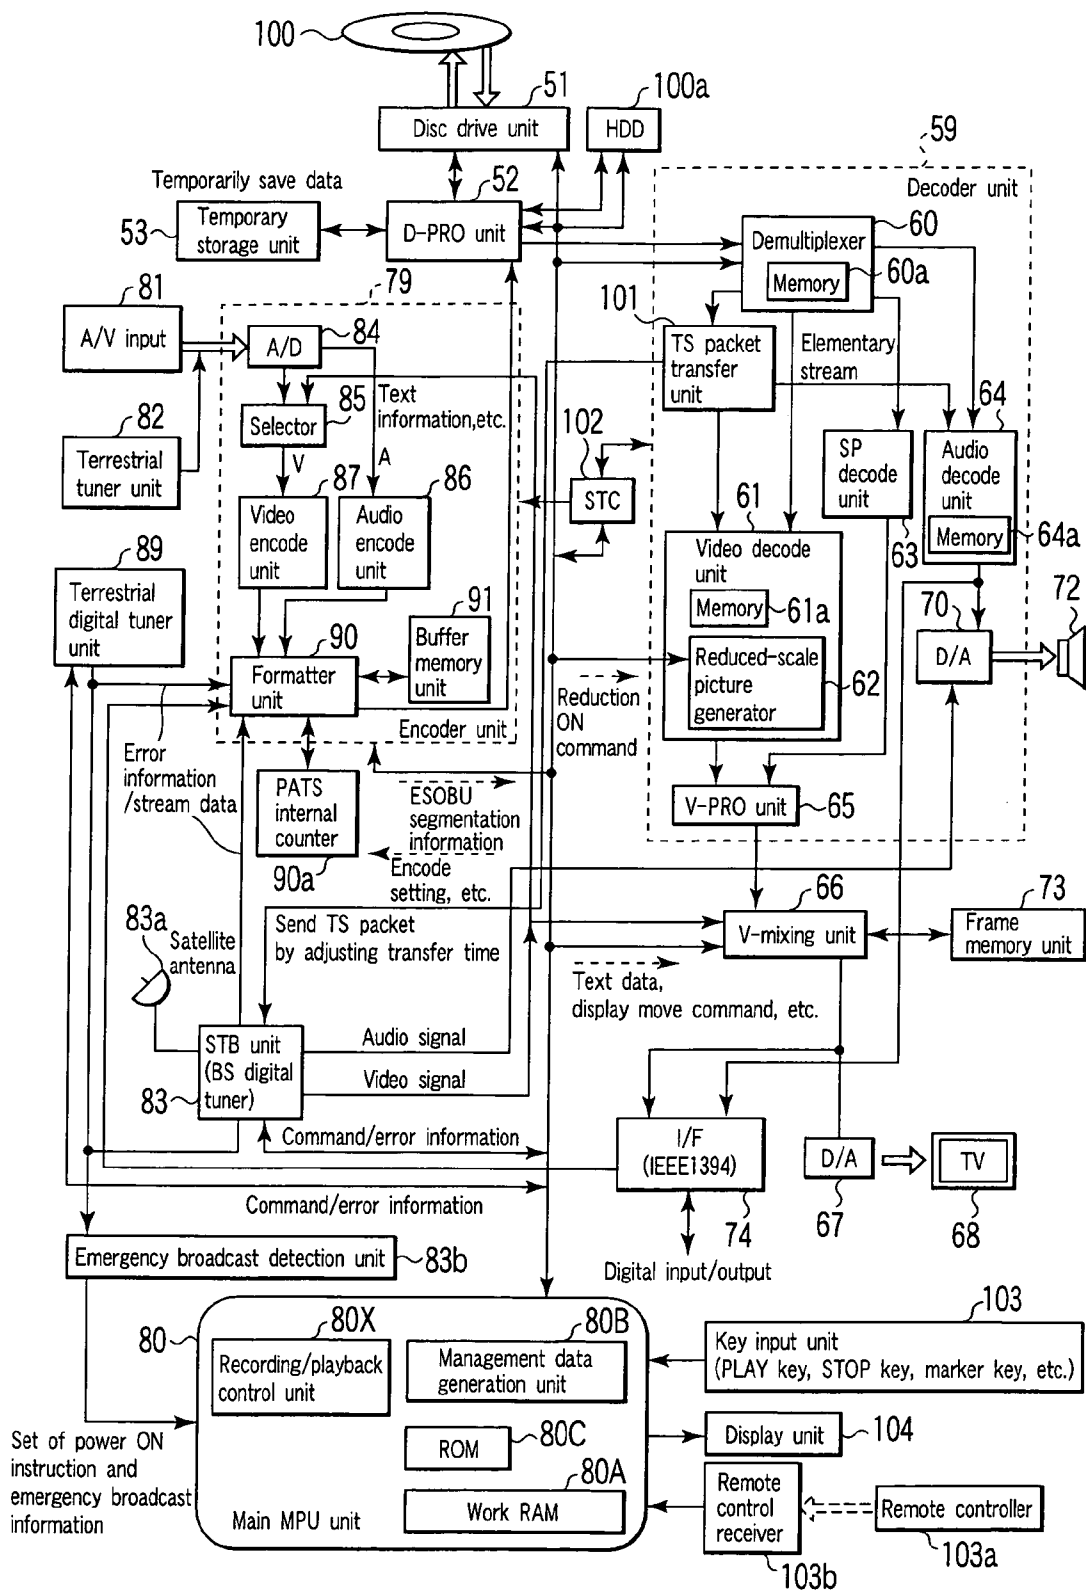 100
51
100a
Disc drive unit
HDD
59
52
Temporarily save data
Decoder unit
53
Temporary
storage unit
D-PRO unit
60
Demultiplexer
Memory
60a
81
79
A/V input
84
A/D
101
TS packet
transfer
unit
Elementary
stream
85
Selector
Text
information,etc.
64
82
Terrestrial
tuner unit
V
A
102
STC
SP
decode
unit
63
Audio
decode
unit
Memory
64a
87
86
Video
encode
unit
Audio
encode
unit
61
Video decode
unit
Memory
61a
89
Terrestrial
digital tuner
unit
91
Buffer
memory
unit
90
Formatter
unit
70
D/A
72
Reduced-scale
picture
generator
62
Encoder unit
Reduction
ON
command
Error
information
/stream data
PATS
internal
counter
90a
ESOBU
segmentation
information
Encode
setting, etc.
V-PRO unit
65
66
73
83a
Satellite
antenna
Send TS packet
by adjusting transfer time
V-mixing unit
Frame
memory unit
Text data,
display move command, etc.
STB unit
(BS digital
tuner)
83
Audio signal
Video signal
Command/error information
I/F
(IEEE1394)
D/A
TV
74
67
68
Command/error information
Digital input/output
Emergency broadcast detection unit
83b
80
80X
Recording/playback
control unit
80B
Management data
generation unit
103
Key input unit
(PLAY key, STOP key, marker key, etc.)
ROM
80C
Display unit
104
Set of power ON
instruction and
emergency broadcast
information
80A
Work RAM
Main MPU unit
Remote
control
receiver
103b
Remote controller
103a